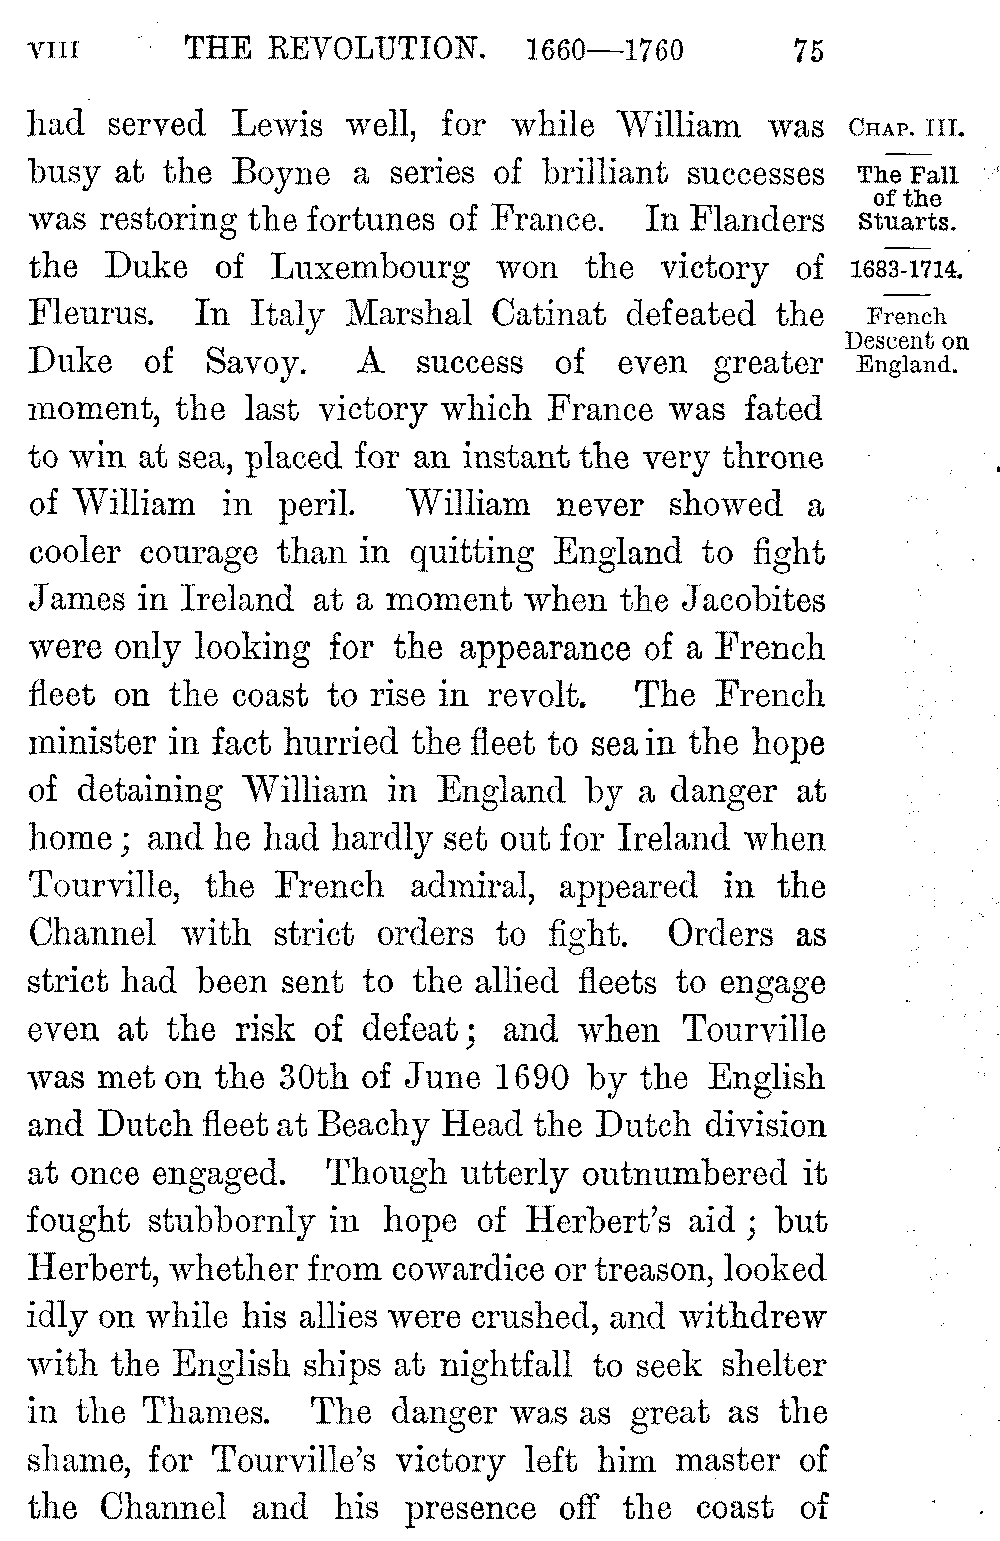 VIII THE REVOLUTION. 1660—1760 75
had served Lewis well, for while William was
busy at the Boyne a series of brilliant successes
was restoring the fortunes of France. In Flanders
the Duke of Luxembourg won the victory of
Fleurus. In Italy Marshal Catinat defeated the
Duke of Savoy. A success of even greater
moment, the last victory which France was fated
to win at sea, placed for an instant the very throne
of William in peril. William never showed a
cooler courage than in quitting England to fight
James in Ireland at a moment when the Jacobites
were only looking for the appearance of a French
fleet on the coast to rise in revolt. The French
minister in fact hurried the fleet to sea in the hope
of detaining William in England by a danger at
home; and he had hardly set out for Ireland when
Tourville, the French admiral, appeared in the
Channel with strict orders to fight. Orders as
strict had been sent to the allied fleets to engage
even at the risk of defeat; and when Tourville
was met on the 30th of June 1690 by the English
and Dutch fleet at Beachy Head the Dutch division
at once engaged. Though utterly outnumbered it
fought stubbornly in hope of Herbert's aid; but
Herbert, whether from cowardice or treason, looked
idly on while his allies were crushed, and withdrew
with the English ships at nightfall to seek shelter
in the Thames. The danger was as great as the
shame, for Tourville's victory left him master of
the Channel and his presence off the coast of
CHAP. III.
The Fall
of the
Stuarts.
1683-1714.
French
Descent on
England.